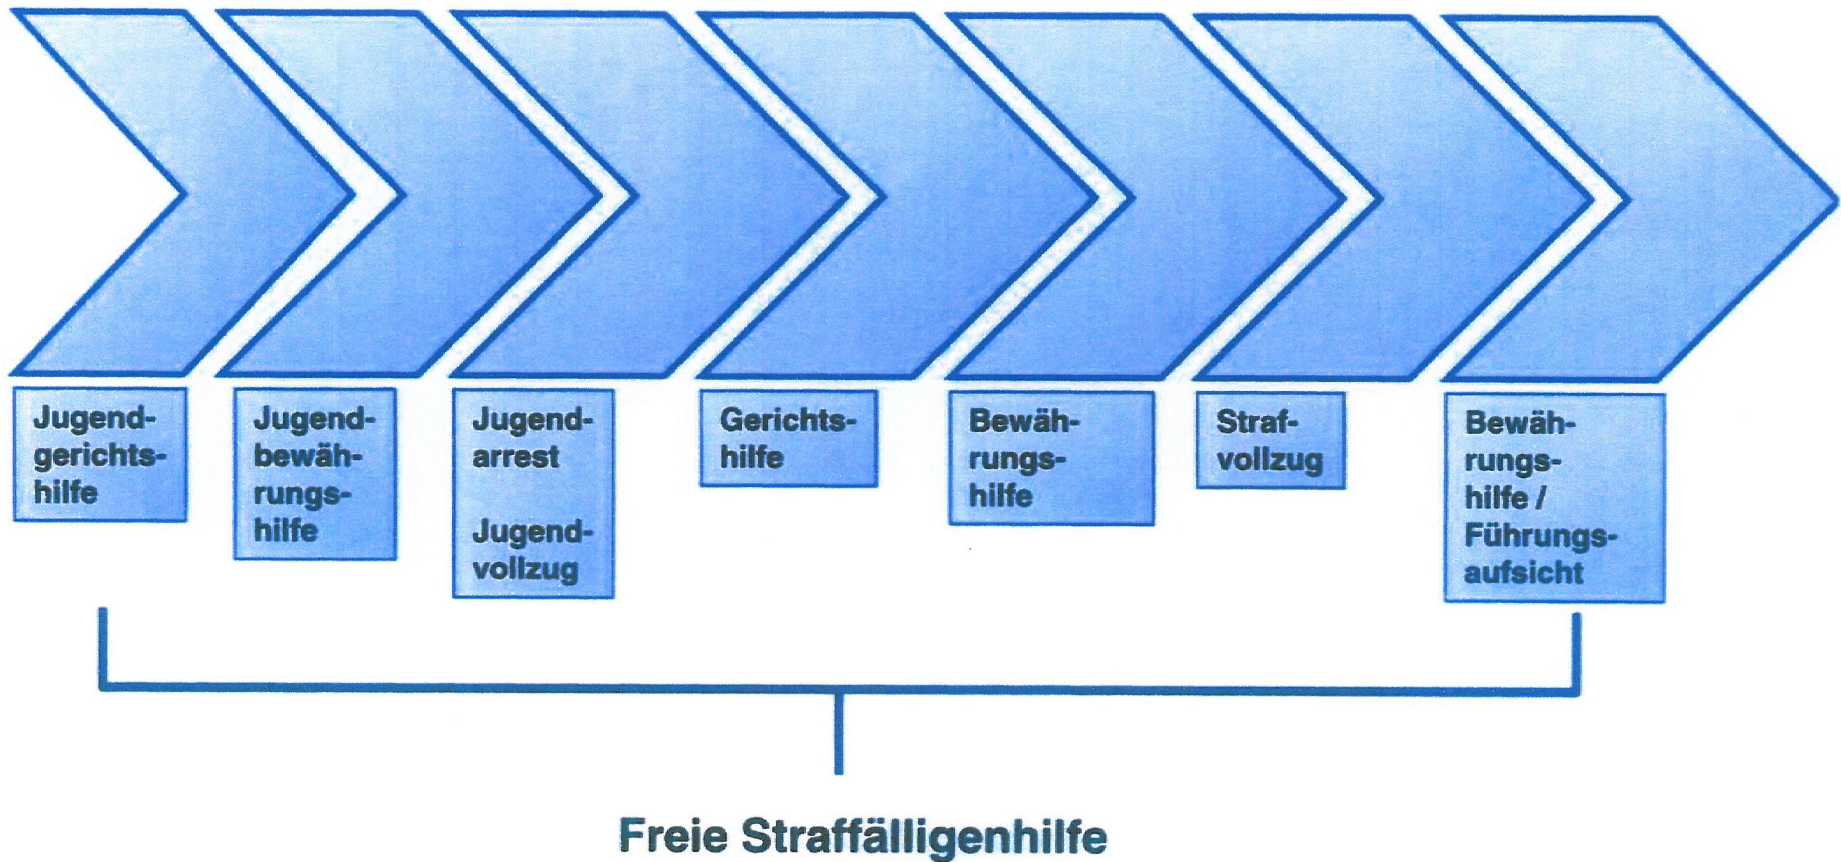 Jugend-
gerichts-
hilfe
Jugend-
bewäh-
rungs-
hilfe
Jugend-
arrest
Jugend-
vollzug
Gerichts-
hilfe
Bewäh-
rungs-
hilfe
Straf-
vollzug
Bewäh-
rungs-
hilfe /
Führungs-
aufsicht
Freie Straffälligenhilfe